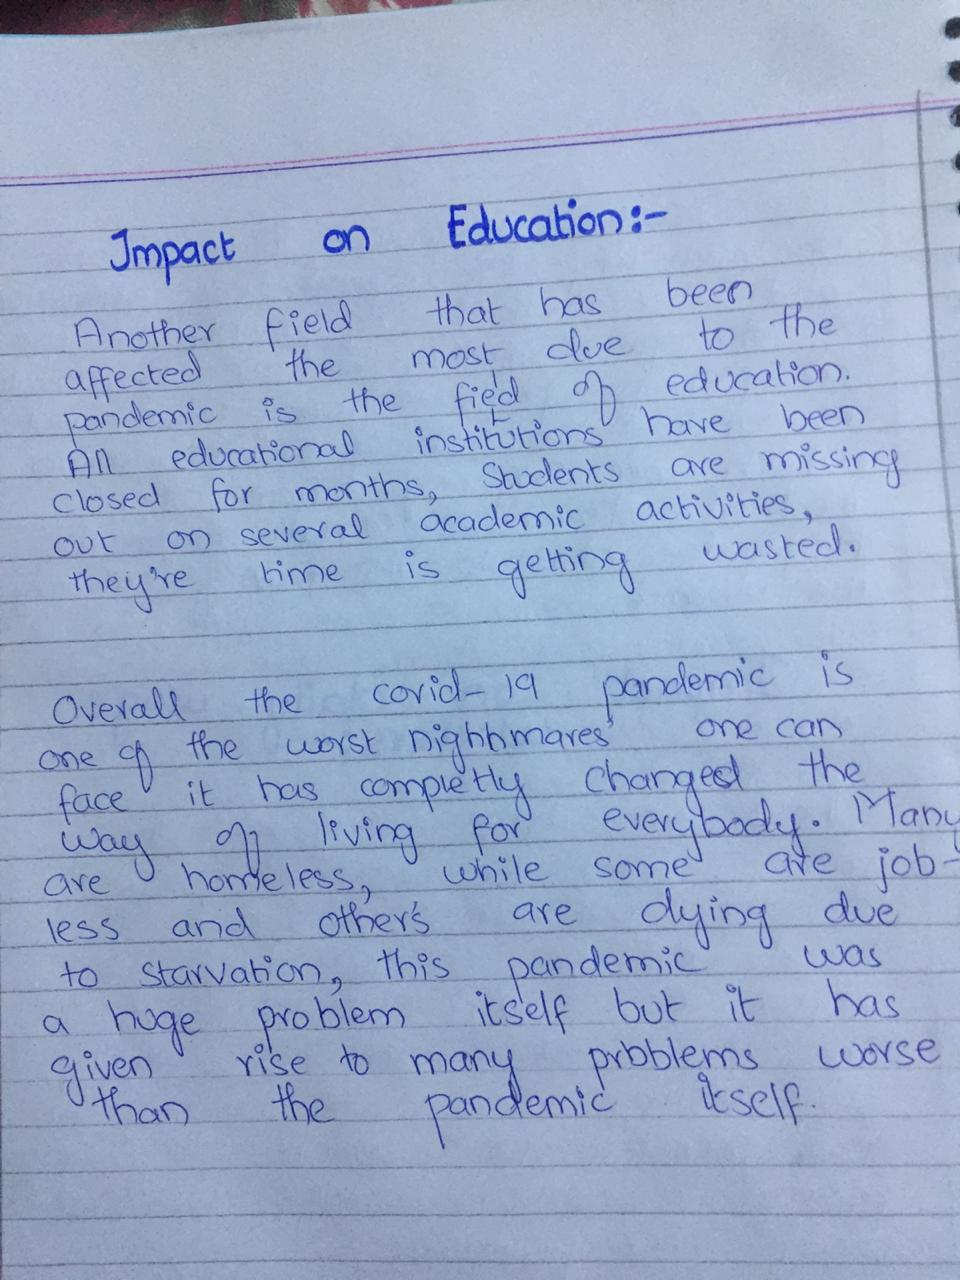 Impact on Education:-
Another field that has been
affected the most due to the
pandemic is the field of education.
All educational institutions have been
closed for months, Students are missing
out on several academic activities,
they're time is getting wasted.
Overall the covid-19 pandemic is
one of the worst nightmares one can
face it has completly changed the
way of living for everybody. Many
are homeless, while some are job-
less and others are dying due
to starvation, this pandemic was
a huge problem itself but it has
given rise to many problems worse
than the pandemic itself.